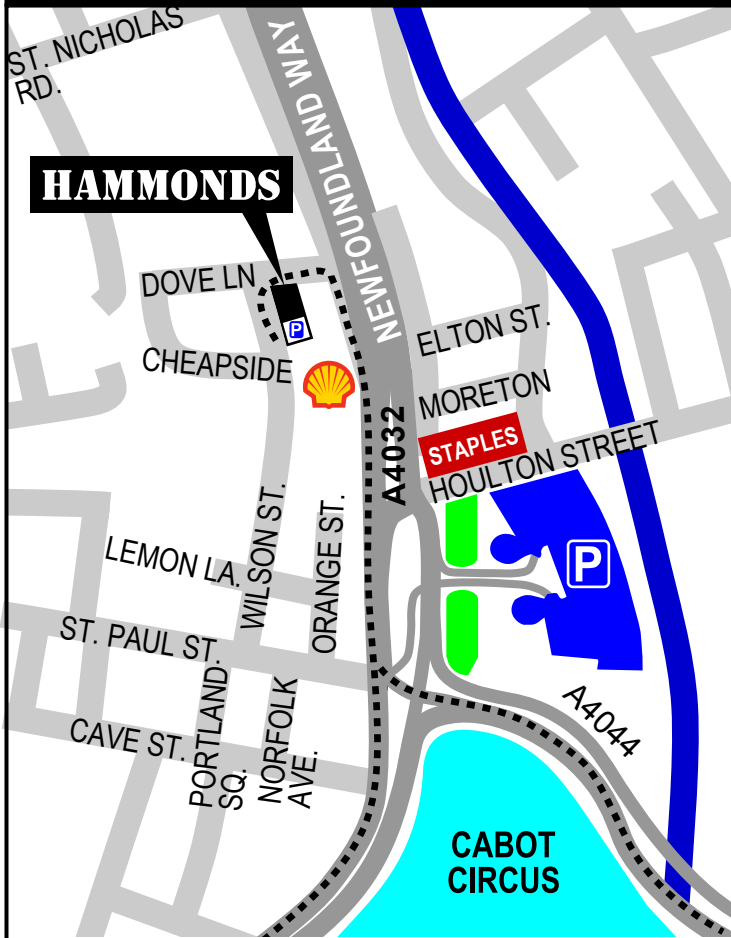 ST. NICHOLAS
RD.
NEWFOUNDLAND WAY
HAMMONDS
DOVE LN
P
CHEAPSIDE
ELTON ST.
MORETON
STAPLES
HOULTON STREET
A4032
P
LEMON LA.
WILSON ST.
ORANGE ST.
ST. PAUL ST.
PORTLAND.
SQ.
NORFOLK
AVE.
CAVE ST.
A4044
CABOT
CIRCUS